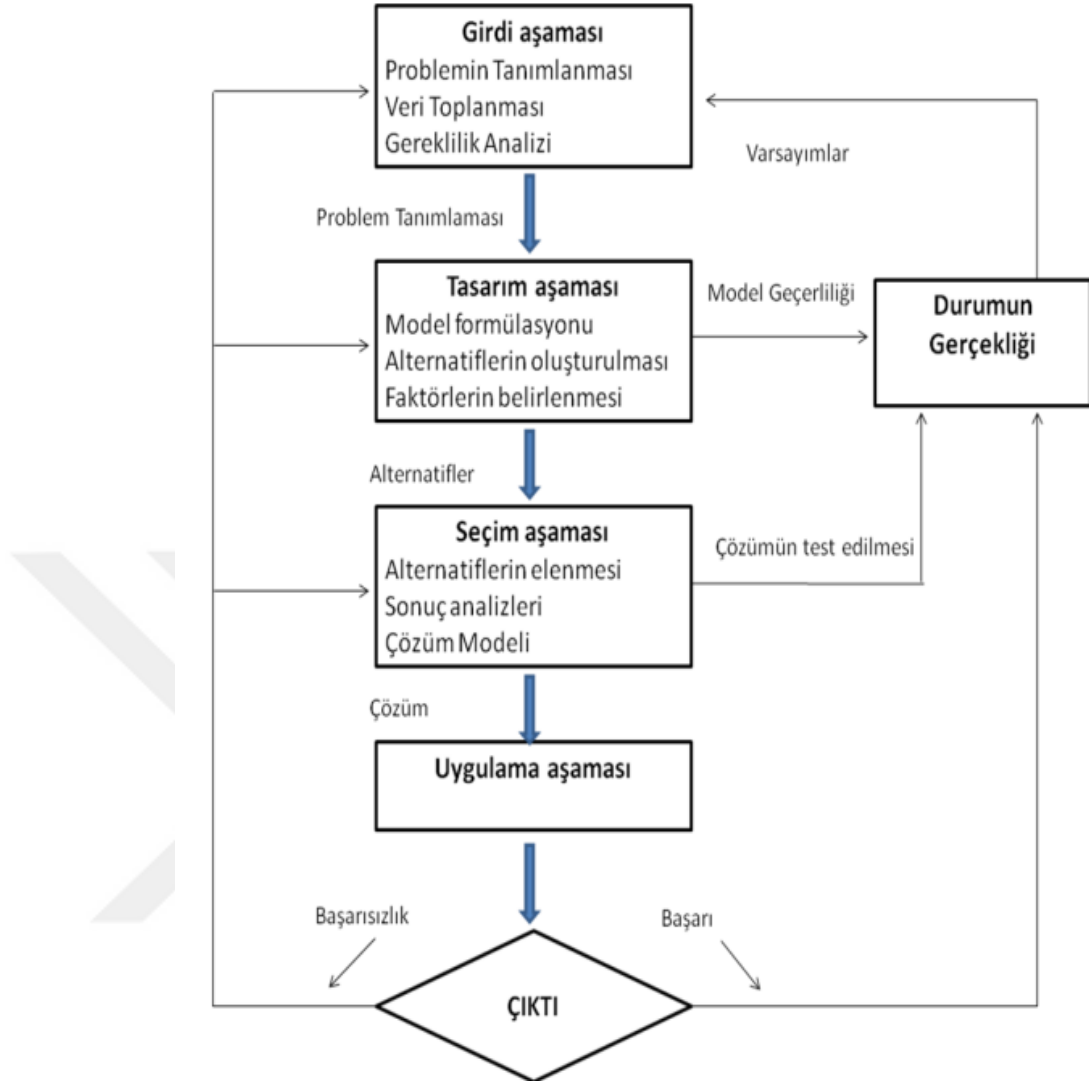 Girdi aşaması
Problemin Tanımlanması
Veri Toplanması
Gereklilik Analizi
Varsayımlar
Problem Tanımlaması
Tasarım aşaması
Model formülasyonu
Alternatiflerin oluşturulması
Faktörlerin belirlenmesi
Model Geçerliliği
Durumun
Gerçekliği
Alternatifler
Seçim aşaması
Alternatiflerin elenmesi
Sonuç analizleri
Çözüm Modeli
Çözümün test edilmesi
Çözüm
Uygulama aşaması
Başarısızlık
Başarı
ÇIKTI